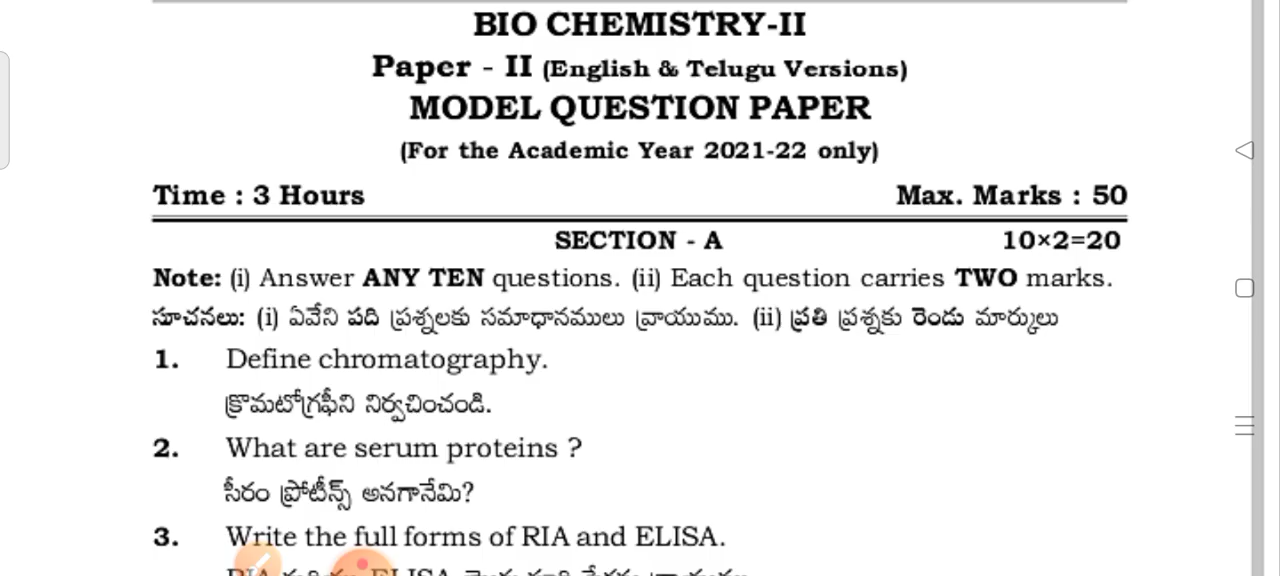 BIO CHEMISTRY-II
Paper - II (English & Telugu Versions)
MODEL QUESTION PAPER
(For the Academic Year 2021-22 only)
Time : 3 Hours Max. Marks : 50
SECTION - A 10×2=20
Note: (i) Answer ANY TEN questions. (ii) Each question carries TWO marks.
సూచనలు: (i) ఏవేని పది ప్రశ్నలకు సమాధానములు వ్రాయుము. (ii) ప్రతి ప్రశ్నకు రెండు మార్కులు
1. Define chromatography.
క్రొమటోగ్రఫీని నిర్వచించండి.
2. What are serum proteins ?
సీరం ప్రోటీన్స్ అనగానేమి?
3. Write the full forms of RIA and ELISA.
RIA ELISA